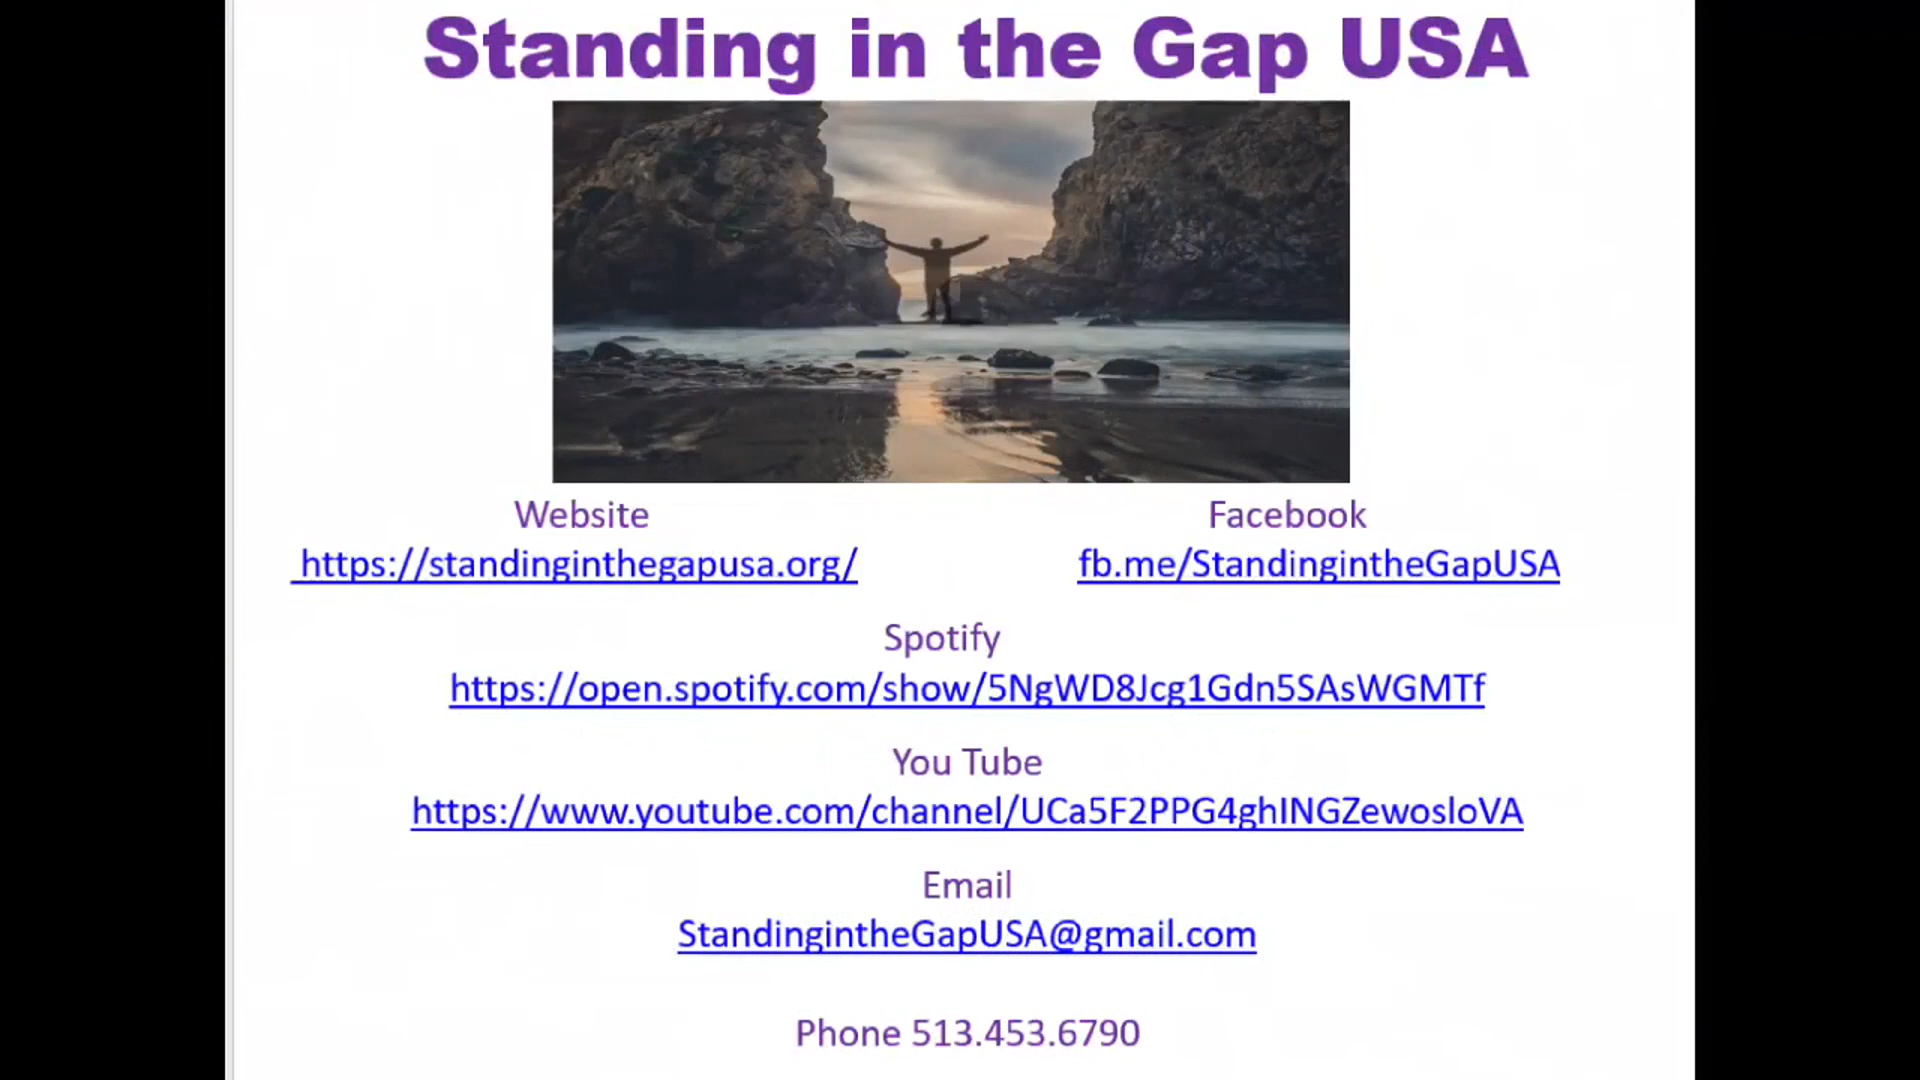 Standing in the Gap USA
Website
https://standinginthegapusa.org/
Facebook
fb.me/StandingintheGapUSA
Spotify
https://open.spotify.com/show/5NgWD8Jcg1Gdn5SAsWGMTf
You Tube
https://www.youtube.com/channel/UCa5F2PPG4ghINGZewosloVA
Email
StandingintheGapUSA@gmail.com
Phone 513.453.6790